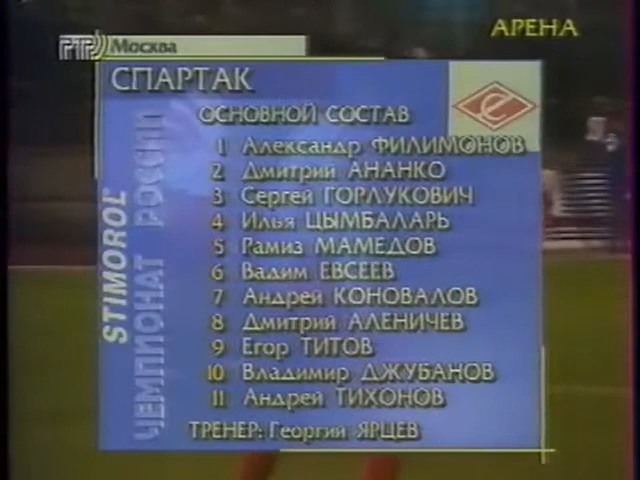 АРЕНА
РТР
Москва
СПАРТАК
ОСНОВНОЙ СОСТАВ
1 Александр ФИЛИМОНОВ
2 Дмитрий АНАНКО
3 Сергей ГОРЛУКОВИЧ
4 Илья ЦЫМБАЛАРЬ
5 Рамиз МАМЕДОВ
6 Вадим ЕВСЕЕВ
7 Андрей КОНОВАЛОВ
8 Дмитрий АЛЕНИЧЕВ
9 Егор ТИТОВ
10 Владимир ДЖУБАНОВ
11 Андрей ТИХОНОВ
ТРЕНЕР: Георгий ЯРЦЕВ
STIMOROL
ЧЕМПИОНАТ РОССИИ